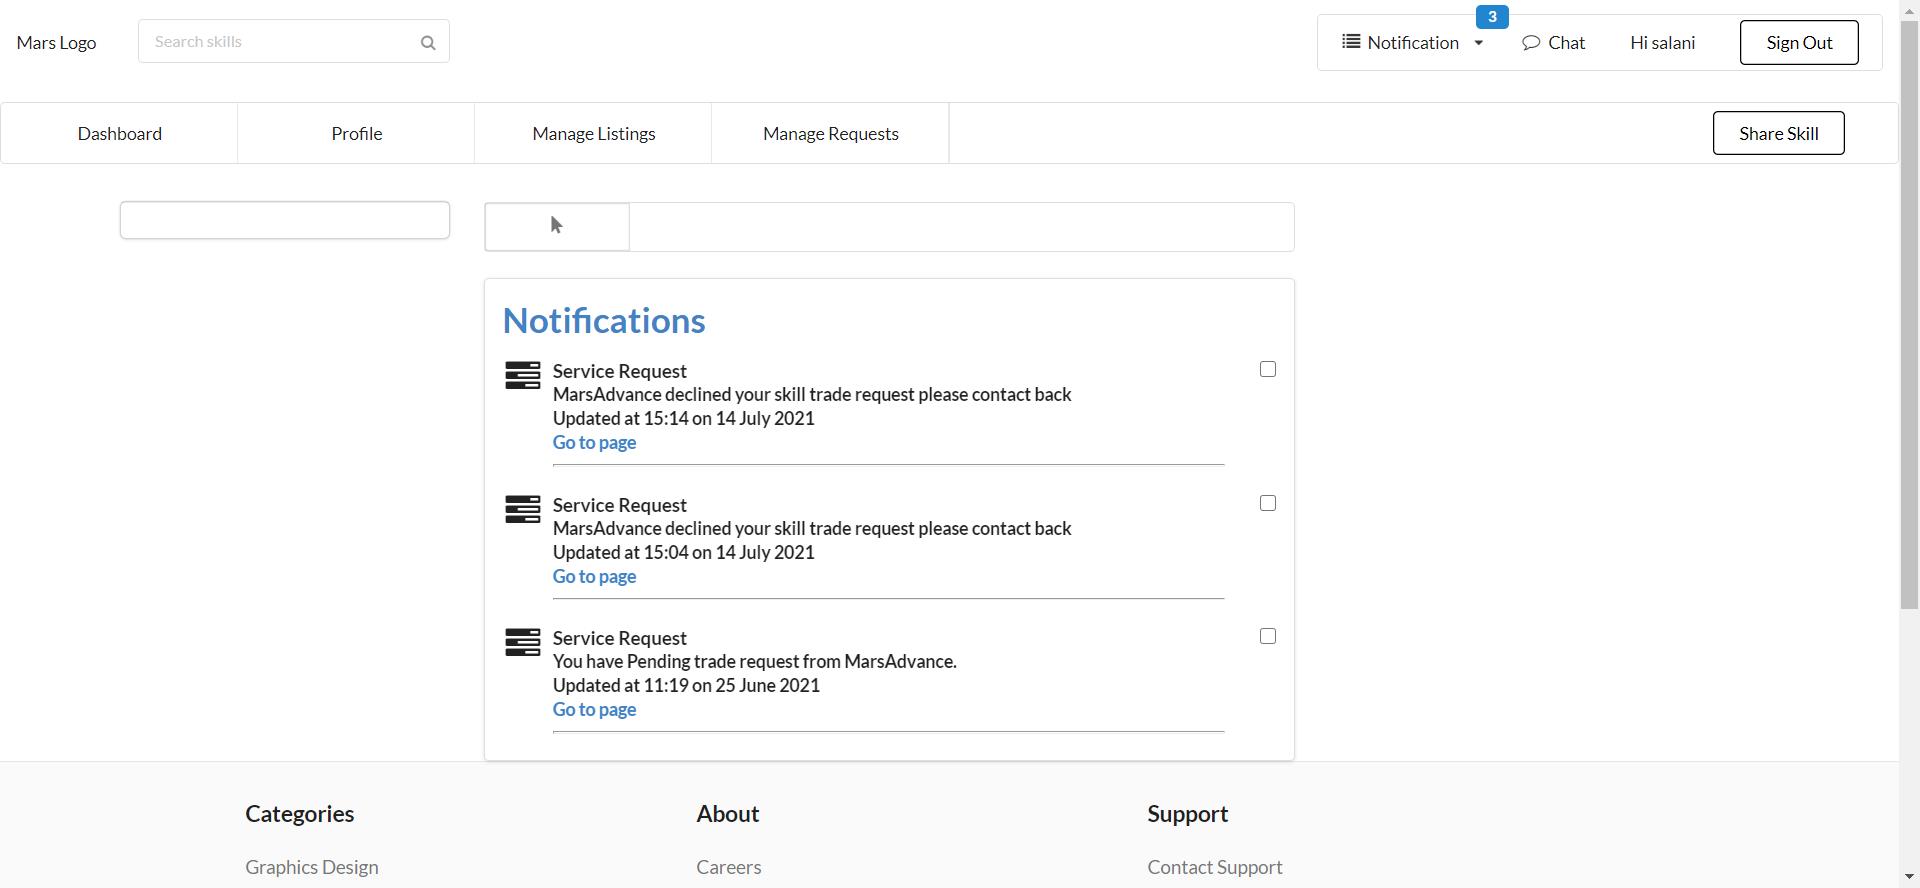 Mars Logo
Search skills
3
Notification
Chat
Hi salani
Sign Out
Dashboard
Profile
Manage Listings
Manage Requests
Share Skill
Notifications
Service Request
MarsAdvance declined your skill trade request please contact back
Updated at 15:14 on 14 July 2021
Go to page
Service Request
MarsAdvance declined your skill trade request please contact back
Updated at 15:04 on 14 July 2021
Go to page
Service Request
You have Pending trade request from MarsAdvance.
Updated at 11:19 on 25 June 2021
Go to page
Categories
About
Support
Graphics Design
Careers
Contact Support